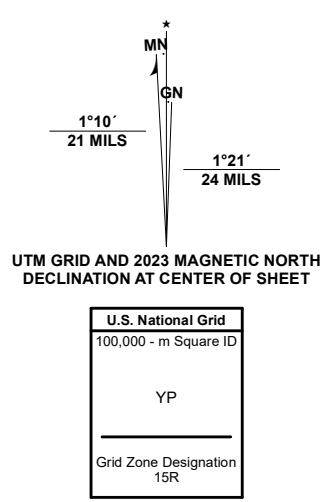 MN
GN
1°10´
21 MILS
1°21´
24 MILS
UTM GRID AND 2023 MAGNETIC NORTH
DECLINATION AT CENTER OF SHEET
U.S. National Grid
100,000 - m Square ID
YP
Grid Zone Designation
15R